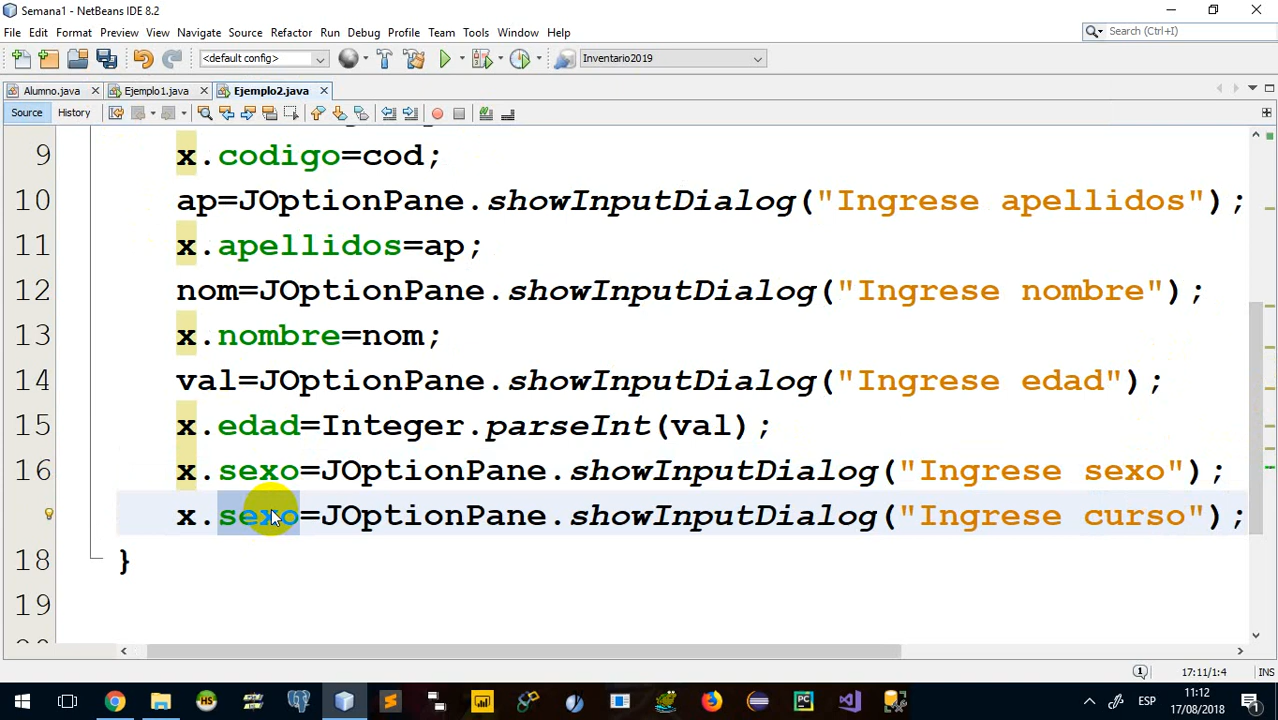 Semana1 - NetBeans IDE 8.2
File Edit Format Preview View Navigate Source Refactor Run Debug Profile Team Tools Window Help
Search (Ctrl+I)
<default config>
Inventario2019
Alumno.java Ejemplo1.java Ejemplo2.java
Source History
9 x.codigo=cod;
10 ap=JOptionPane.showInputDialog("Ingrese apellidos");
11 x.apellidos=ap;
12 nom=JOptionPane.showInputDialog("Ingrese nombre");
13 x.nombre=nom;
14 val=JOptionPane.showInputDialog("Ingrese edad");
15 x.edad=Integer.parseInt(val);
16 x.sexo=JOptionPane.showInputDialog("Ingrese sexo");
x.sexo=JOptionPane.showInputDialog("Ingrese curso");
18 }
19
17:11/1:4 INS
HS PC ESP 11:12
17/08/2018